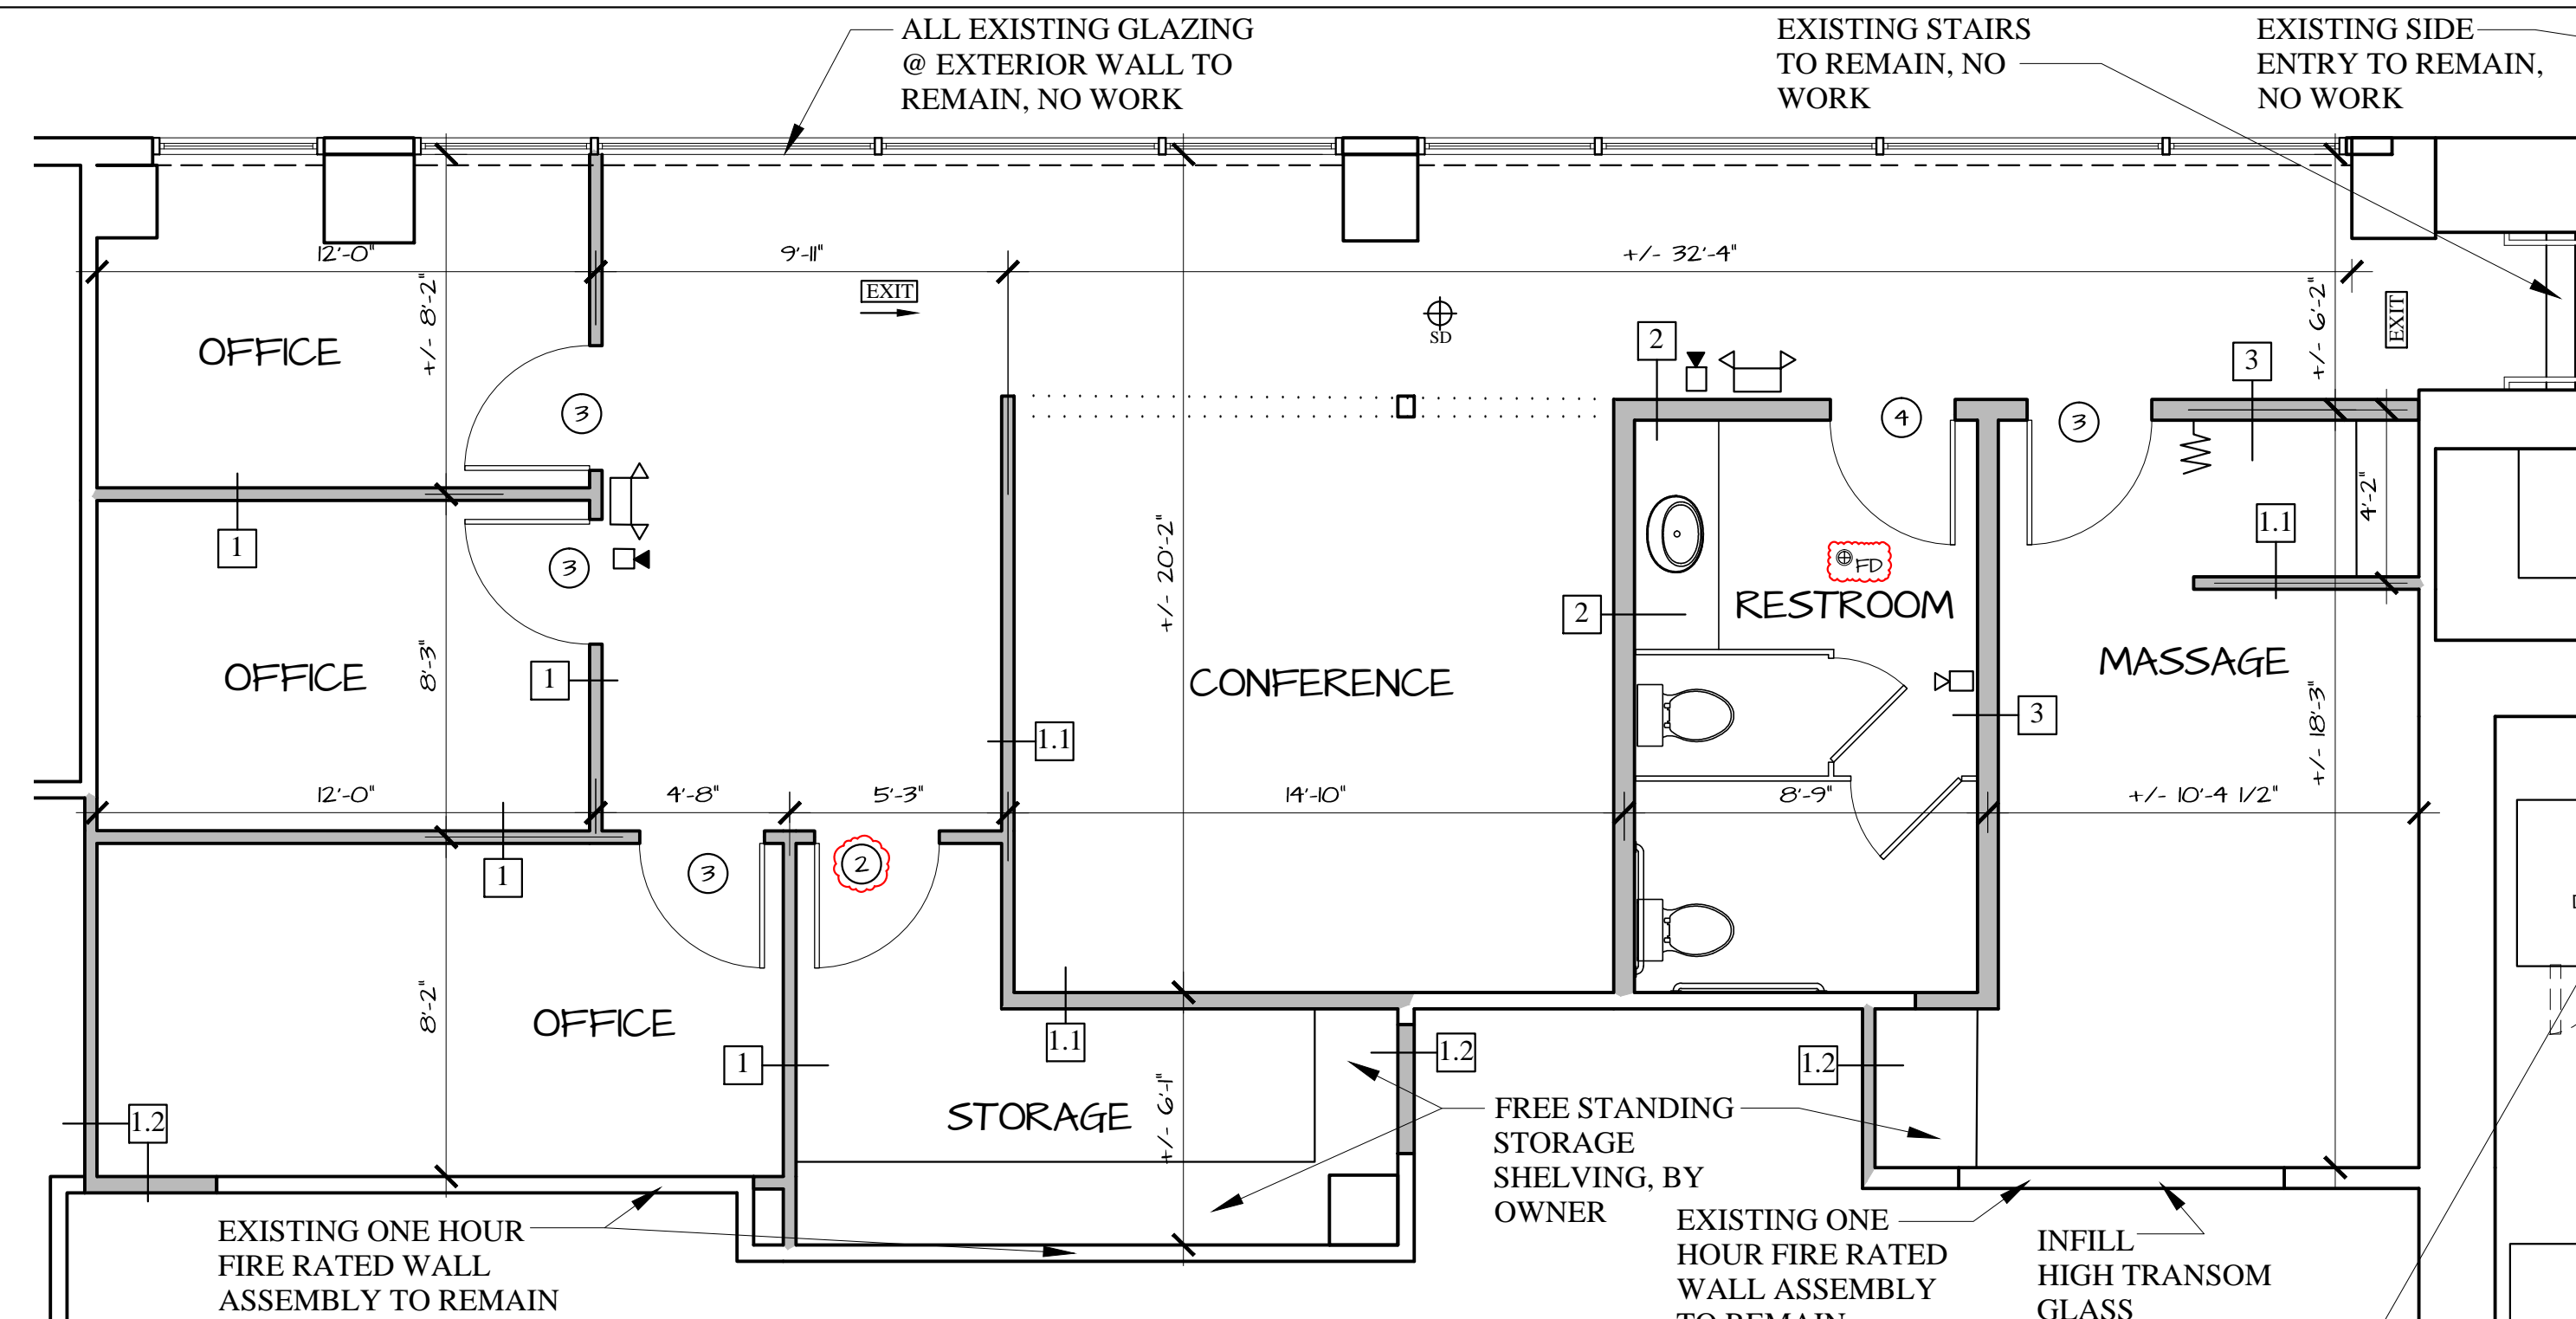 ALL EXISTING GLAZING
@ EXTERIOR WALL TO
REMAIN, NO WORK
EXISTING STAIRS
TO REMAIN, NO
WORK
EXISTING SIDE
ENTRY TO REMAIN,
NO WORK
12'-0"
9'-11"
+/- 32'-4"
+/- 8'-2"
EXIT
SD
+/- 6'-2"
EXIT
OFFICE
2
3
3
4
3
4'-2"
1
3
+/- 20'-2"
1.1
FD
RESTROOM
2
OFFICE
8'-3"
1
CONFERENCE
MASSAGE
3
1.1
+/- 18'-3"
12'-0"
4'-8"
5'-3"
14'-10"
8'-9"
+/- 10'-4 1/2"
1
3
2
8'-2"
OFFICE
1
1.1
1.2
1.2
1.2
STORAGE
+/- 6'-1"
FREE STANDING
STORAGE
SHELVING, BY
OWNER
EXISTING ONE HOUR
FIRE RATED WALL
ASSEMBLY TO REMAIN
EXISTING ONE
HOUR FIRE RATED
WALL ASSEMBLY
TO REMAIN
INFILL
HIGH TRANSOM
GLASS